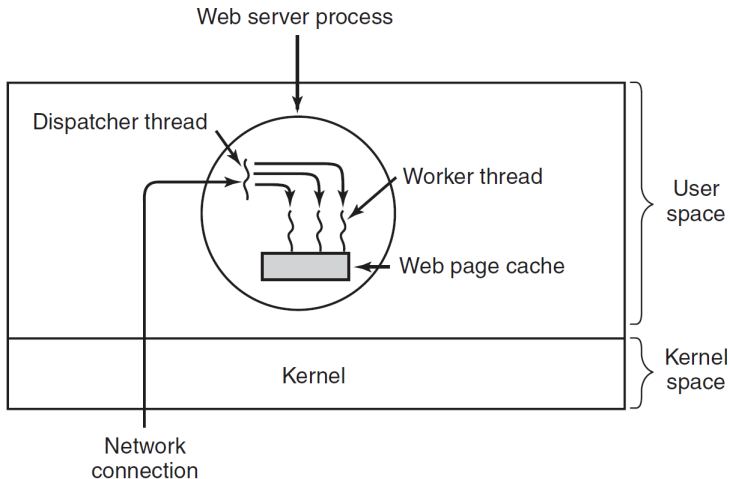 Web server process
Dispatcher thread
Worker thread
User
space
Web page cache
Kernel
Kernel
space
Network
connection